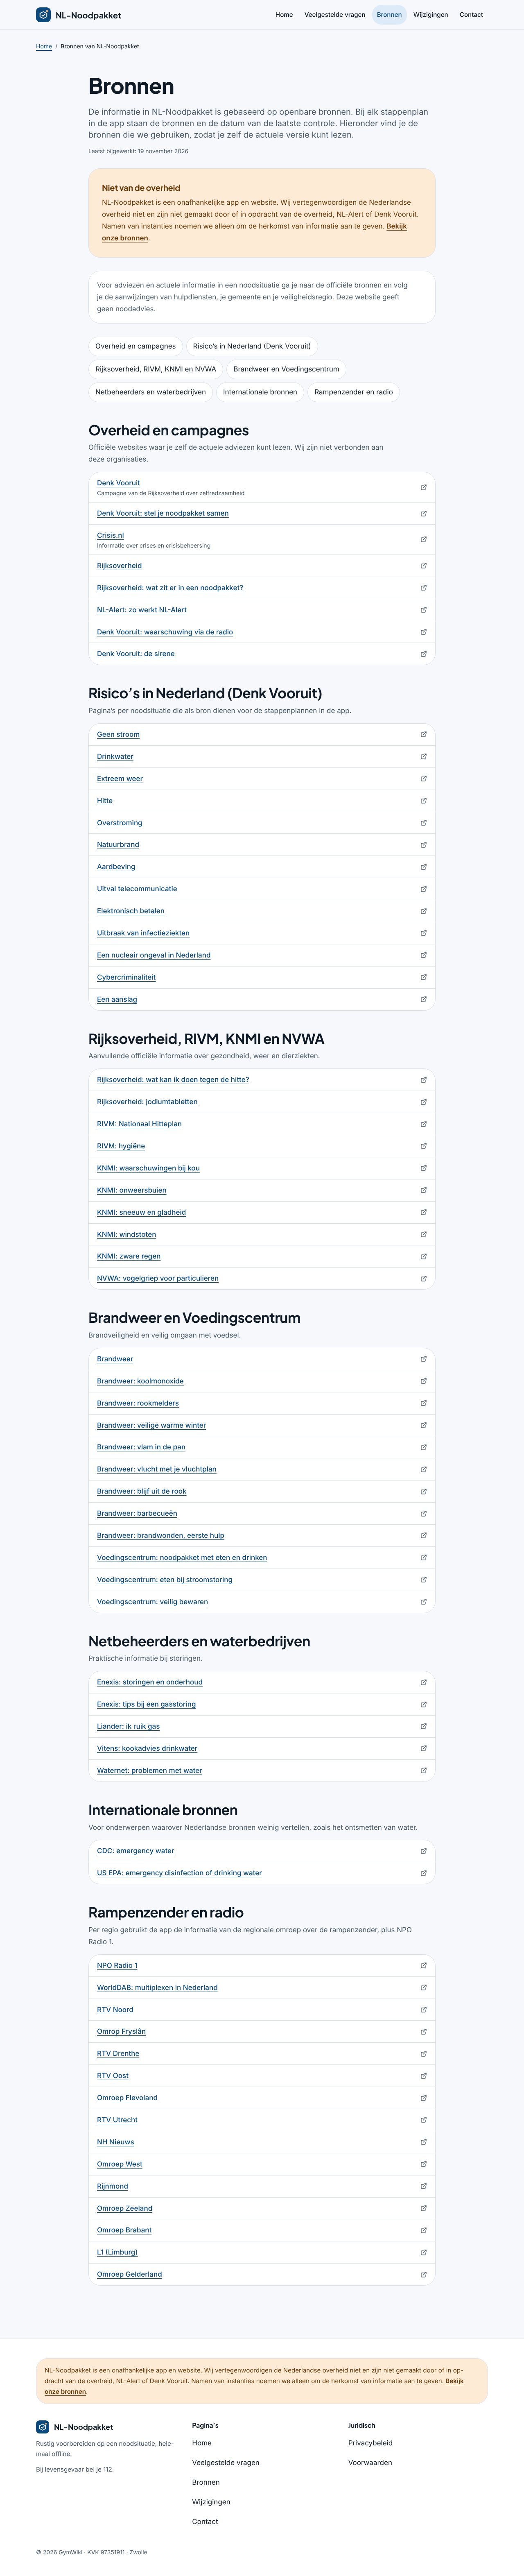 NL-Noodpakket
Home
Veelgestelde vragen
Bronnen
Wijzigingen
Contact
Home / Bronnen van NL-Noodpakket
Bronnen
De informatie in NL-Noodpakket is gebaseerd op openbare bronnen. Bij elk stappenplan
in de app staan de bronnen en de datum van de laatste controle. Hieronder vind je de
bronnen die we gebruiken, zodat je zelf de actuele versie kunt lezen.
Laatst bijgewerkt: 19 november 2026
Niet van de overheid
NL-Noodpakket is een onafhankelijke app en website. Wij vertegenwoordigen de Nederlandse
overheid niet en zijn niet gemaakt door of in opdracht van de overheid, NL-Alert of Denk Vooruit.
Namen van instanties noemen we alleen om de herkomst van informatie aan te geven. Bekijk
onze bronnen.
Voor adviezen en actuele informatie in een noodsituatie ga je naar de officiële bronnen en volg
je de aanwijzingen van hulpdiensten, je gemeente en je veiligheidsregio. Deze website geeft
geen noodadvies.
Overheid en campagnes
Risico's in Nederland (Denk Vooruit)
Rijksoverheid, RIVM, KNMI en NVWA
Brandweer en Voedingscentrum
Netbeheerders en waterbedrijven
Internationale bronnen
Rampenzender en radio
Overheid en campagnes
Officiële websites waar je zelf de actuele adviezen kunt lezen. Wij zijn niet verbonden aan
deze organisaties.
Denk Vooruit
Campagne van de Rijksoverheid over zelfredzaamheid
Denk Vooruit: stel je noodpakket samen
Crisis.nl
Informatie over crises en crisisbeheersing
Rijksoverheid
Rijksoverheid: wat zit er in een noodpakket?
NL-Alert: zo werkt NL-Alert
Denk Vooruit: waarschuwing via de radio
Denk Vooruit: de sirene
Risico's in Nederland (Denk Vooruit)
Pagina's per noodsituatie die als bron dienen voor de stappenplannen in de app.
Geen stroom
Drinkwater
Extreem weer
Hitte
Overstroming
Natuurbrand
Aardbeving
Uitval telecommunicatie
Elektronisch betalen
Uitbraak van infectieziekten
Een nucleair ongeval in Nederland
Cybercriminaliteit
Een aanslag
Rijksoverheid, RIVM, KNMI en NVWA
Aanvullende officiële informatie over gezondheid, weer en dierziekten.
Rijksoverheid: wat kan ik doen tegen de hitte?
Rijksoverheid: jodiumtabletten
RIVM: Nationaal Hitteplan
RIVM: hygiëne
KNMI: waarschuwingen bij kou
KNMI: onweersbuien
KNMI: sneeuw en gladheid
KNMI: windstoten
KNMI: zware regen
NVWA: vogelgriep voor particulieren
Brandweer en Voedingscentrum
Brandveiligheid en veilig omgaan met voedsel.
Brandweer
Brandweer: koolmonoxide
Brandweer: rookmelders
Brandweer: veilige warme winter
Brandweer: vlam in de pan
Brandweer: vlucht met je vluchtplan
Brandweer: blijf uit de rook
Brandweer: barbecueën
Brandweer: brandwonden, eerste hulp
Voedingscentrum: noodpakket met eten en drinken
Voedingscentrum: eten bij stroomstoring
Voedingscentrum: veilig bewaren
Netbeheerders en waterbedrijven
Praktische informatie bij storingen.
Enexis: storingen en onderhoud
Enexis: tips bij een gasstoring
Liander: ik ruik gas
Vitens: kookadvies drinkwater
Waternet: problemen met water
Internationale bronnen
Voor onderwerpen waarover Nederlandse bronnen weinig vertellen, zoals het ontsmetten van water.
CDC: emergency water
US EPA: emergency disinfection of drinking water
Rampenzender en radio
Per regio gebruikt de app de informatie van de regionale omroep over de rampenzender, plus NPO
Radio 1.
NPO Radio 1
WorldDAB: multiplexen in Nederland
RTV Noord
Omrop Fryslân
RTV Drenthe
RTV Oost
Omroep Flevoland
RTV Utrecht
NH Nieuws
Omroep West
Rijnmond
Omroep Zeeland
Omroep Brabant
L1 (Limburg)
Omroep Gelderland
NL-Noodpakket is een onafhankelijke app en website. Wij vertegenwoordigen de Nederlandse overheid niet en zijn niet gemaakt door of in op-
dracht van de overheid, NL-Alert of Denk Vooruit. Namen van instanties noemen we alleen om de herkomst van informatie aan te geven. Bekijk
onze bronnen.
NL-Noodpakket
Rustig voorbereiden op een noodsituatie, hele-
maal offline.
Bij levensgevaar bel je 112.
Pagina's
Home
Veelgestelde vragen
Bronnen
Wijzigingen
Contact
Juridisch
Privacybeleid
Voorwaarden
© 2026 GymWiki · KVK 97351911 · Zwolle